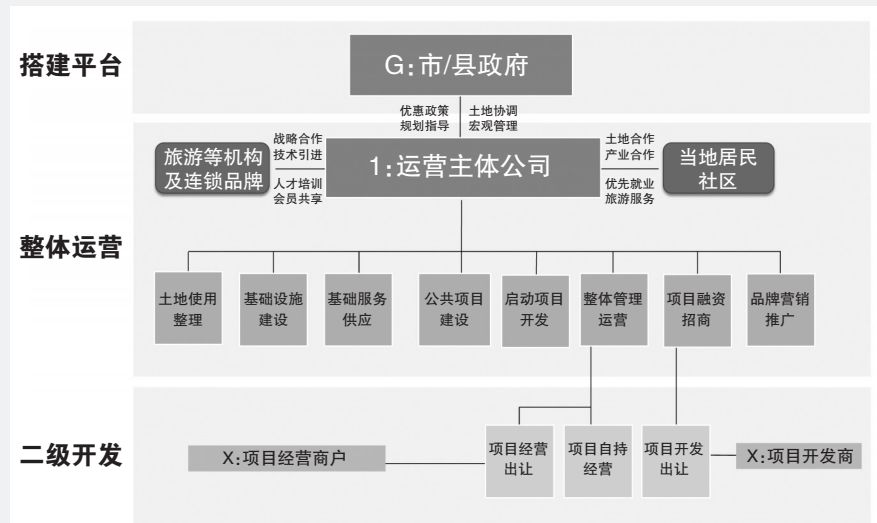 搭建平台
G:市/县政府
优惠政策
规划指导
土地协调
宏观管理
旅游等机构
及连锁品牌
战略合作
技术引进
人才培训
会员共享
1:运营主体公司
土地合作
产业合作
优先就业
旅游服务
当地居民
社区
整体运营
土地使用
整理
基础设施
建设
基础服务
供应
公共项目
建设
启动项目
开发
整体管理
运营
项目融资
招商
品牌营销
推广
二级开发
X:项目经营商户
项目经营
出让
项目自持
经营
项目开发
出让
X:项目开发商